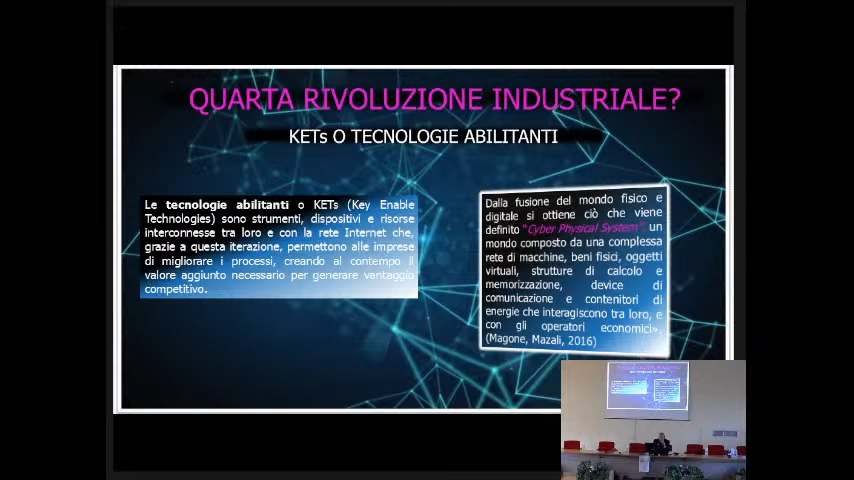 QUARTA RIVOLUZIONE INDUSTRIALE?
KETs O TECNOLOGIE ABILITANTI
Le tecnologie abilitanti o KETs (Key Enable
Technologies) sono strumenti, dispositivi e risorse
interconnesse tra loro e con la rete Internet che,
grazie a questa iterazione, permettono alle imprese
di migliorare i processi, creando al contempo il
valore aggiunto necessario per generare vantaggio
competitivo.
Dalla fusione del mondo fisico e
digitale si ottiene ciò che viene
definito "Cyber Physical System", un
mondo composto da una complessa
rete di macchine, beni fisici, oggetti
virtuali, strutture di calcolo e
memorizzazione, device di
comunicazione e contenitori di
energie che interagiscono tra loro, e
con gli operatori economici».
(Magone, Mazali, 2016)